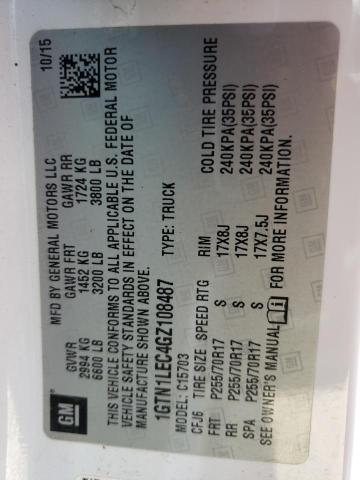 MFD BY GENERAL MOTORS LLC
10/15
GVWR GAWR FRT GAWR RR
2994 KG 1452 KG 1724 KG
6600 LB 3200 LB 3800 LB
THIS VEHICLE CONFORMS TO ALL APPLICABLE U.S. FEDERAL MOTOR
VEHICLE SAFETY STANDARDS IN EFFECT ON THE DATE OF
MANUFACTURE SHOWN ABOVE.
1GTN1LEC4GZ108487 TYPE: TRUCK
MODEL: C15703
CFJ6 TIRE SIZE SPEED RTG RIM COLD TIRE PRESSURE
FRT P255/70R17 S 17X8J 240KPA(35PSI)
RR P255/70R17 S 17X8J 240KPA(35PSI)
SPA P255/70R17 S 17X7.5J 240KPA(35PSI)
SEE OWNER'S MANUAL i FOR MORE INFORMATION.
GM